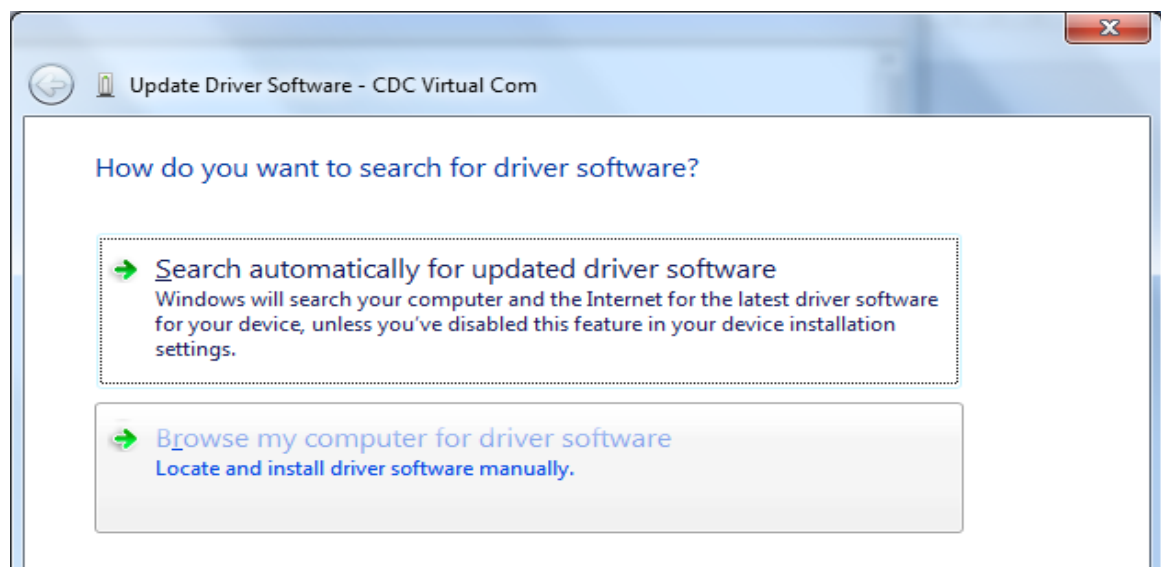 Update Driver Software - CDC Virtual Com
How do you want to search for driver software?
Search automatically for updated driver software
Windows will search your computer and the Internet for the latest driver software
for your device, unless you've disabled this feature in your device installation
settings.
Browse my computer for driver software
Locate and install driver software manually.